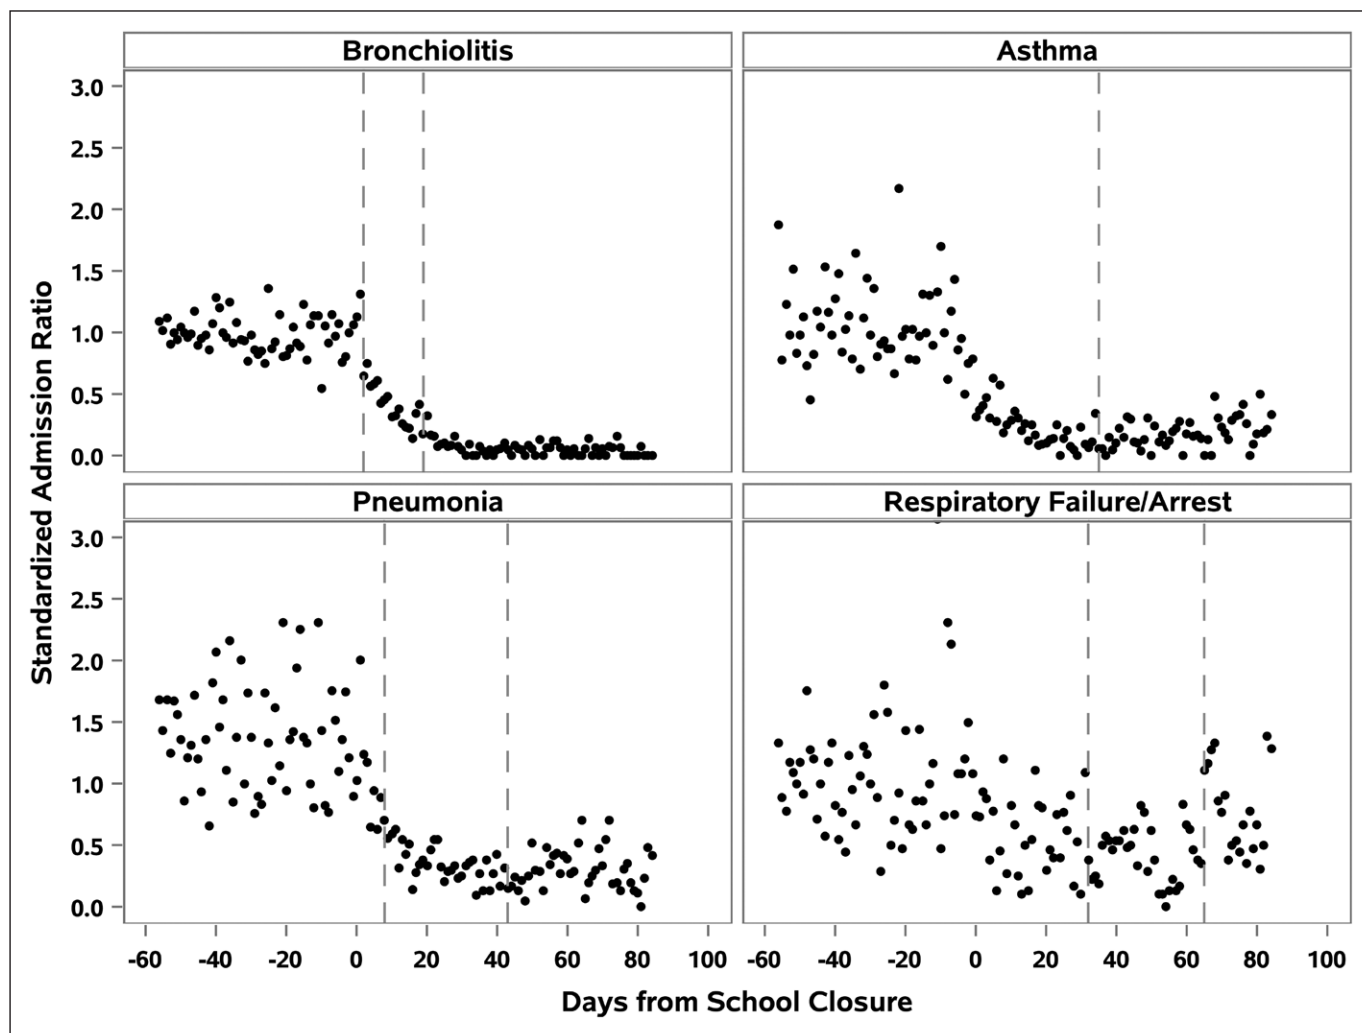 Bronchiolitis
Asthma
3.0
2.5
2.0
1.5
1.0
0.5
0.0
Pneumonia
Respiratory Failure/Arrest
3.0
2.5
2.0
1.5
1.0
0.5
0.0
Standardized Admission Ratio
-60 -40 -20 0 20 40 60 80 100
-60 -40 -20 0 20 40 60 80 100
Days from School Closure